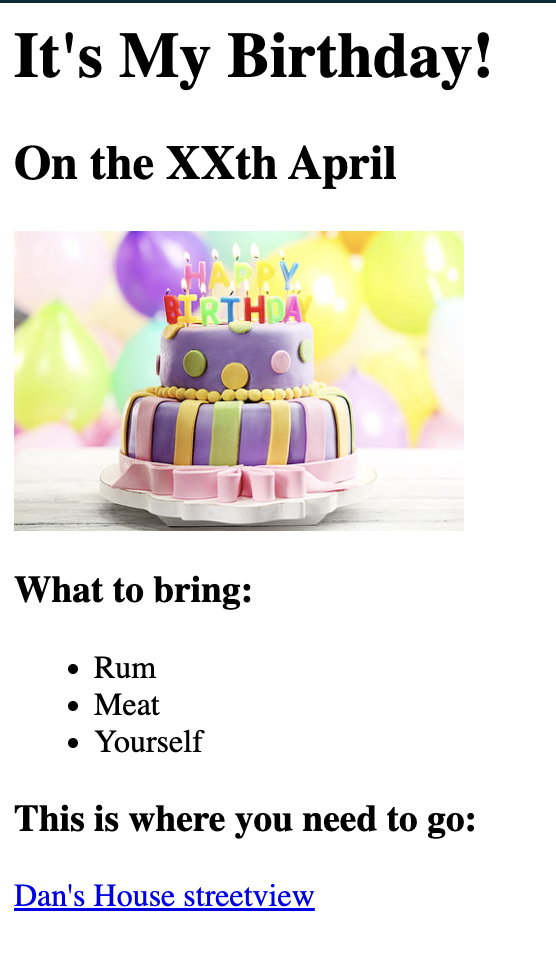 It's My Birthday!
On the XXth April
HAPPY
BIRTHDAY
What to bring:
Rum
Meat
Yourself
This is where you need to go:
Dan's House streetview